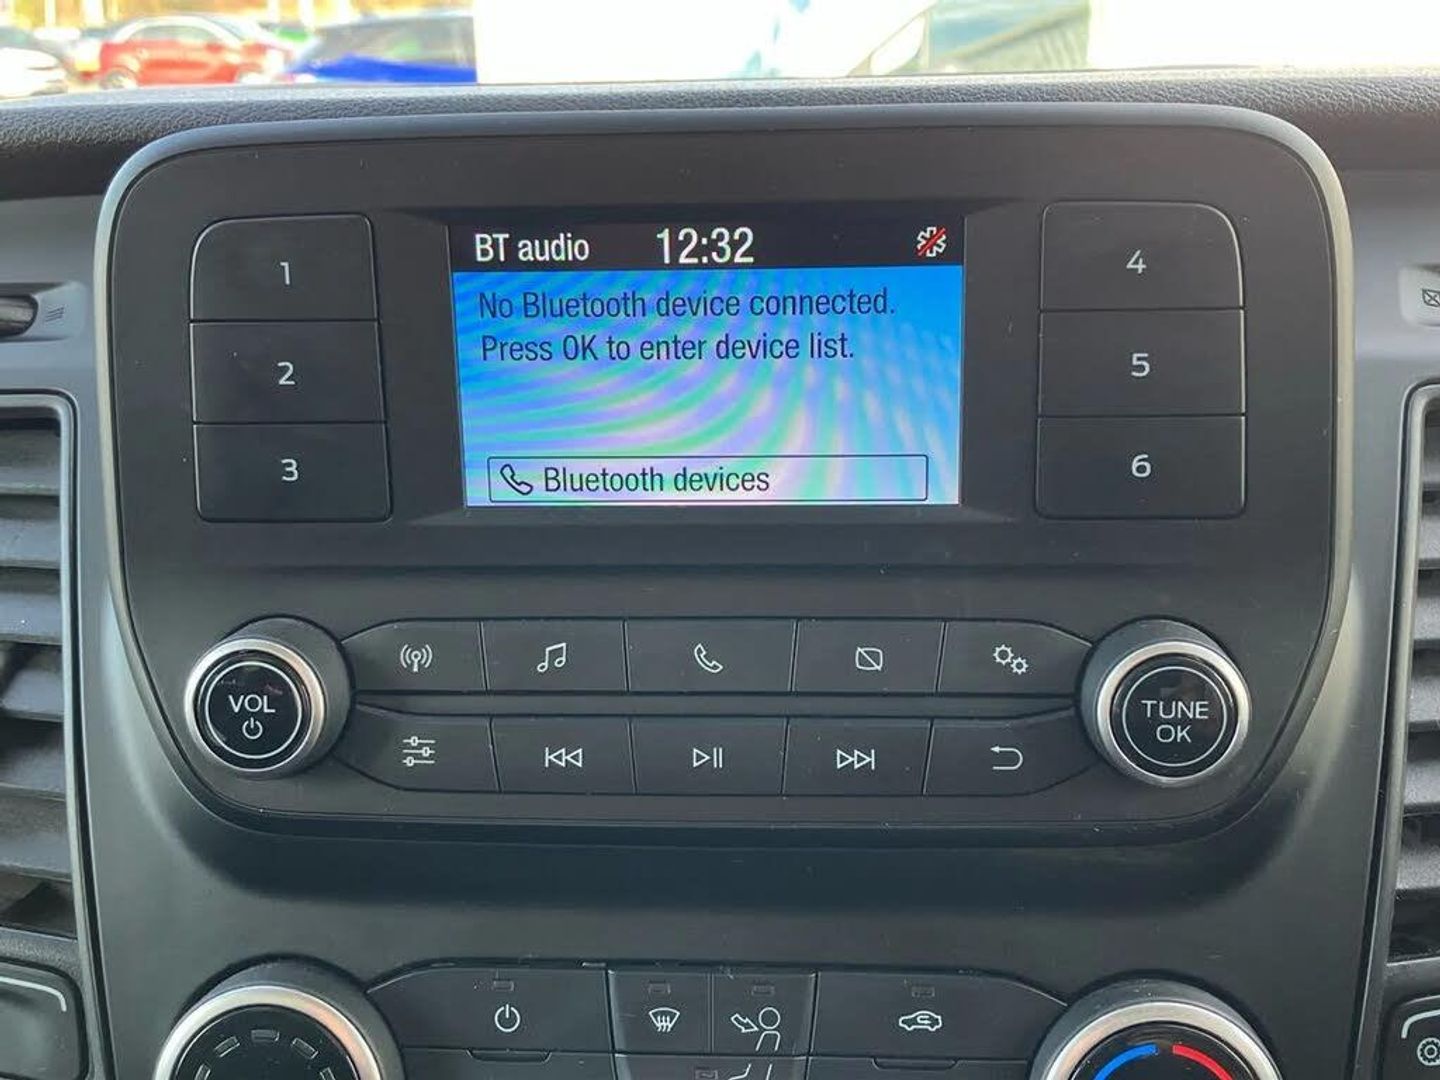 BT audio 12:32
No Bluetooth device connected.
Press OK to enter device list.
Bluetooth devices
1
2
3
4
5
6
VOL
TUNE
OK